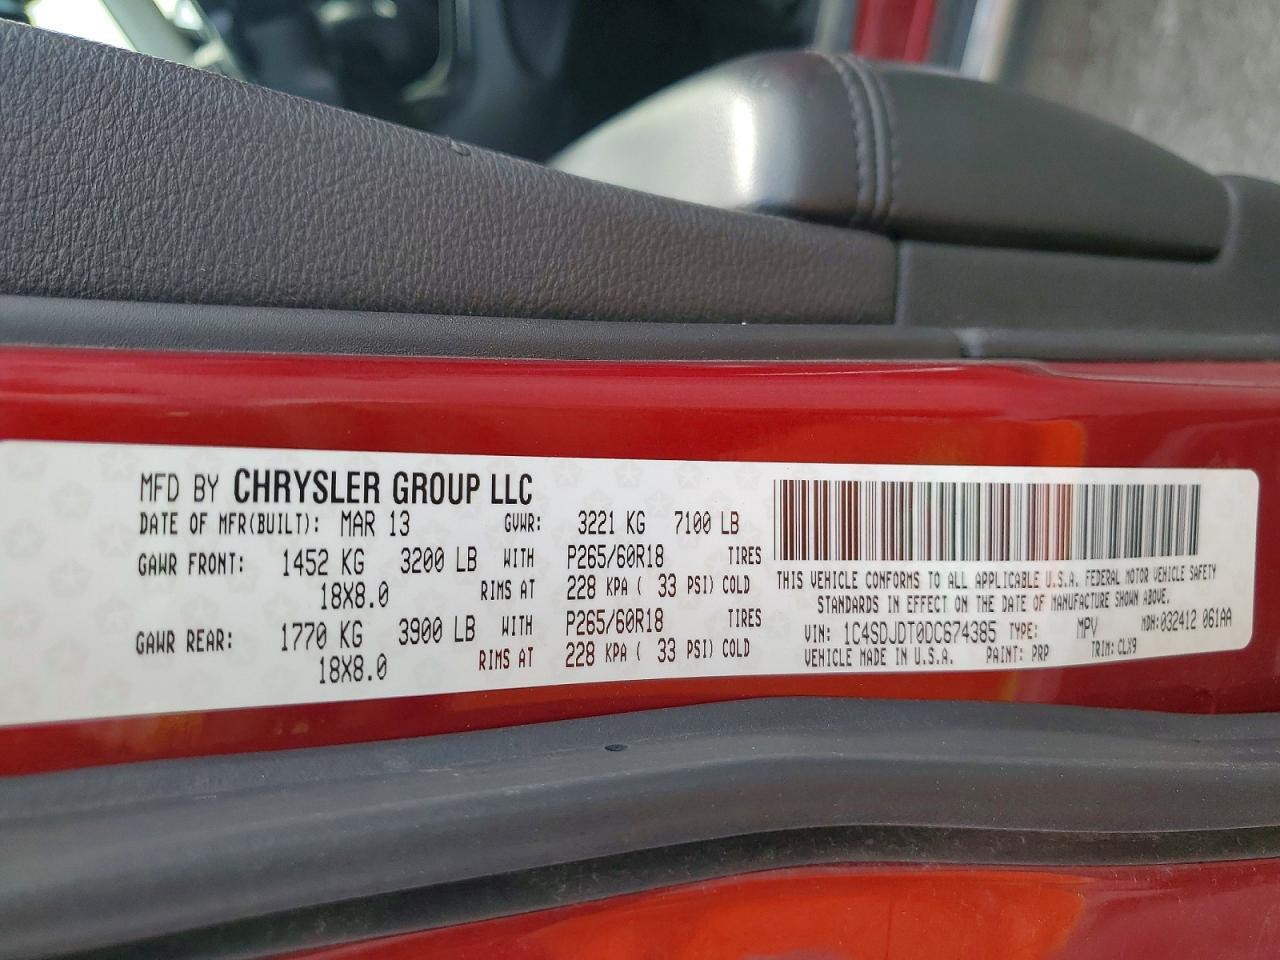 MFD BY CHRYSLER GROUP LLC
DATE OF MFR(BUILT): MAR 13 GVWR: 3221 KG 7100 LB
GAWR FRONT: 1452 KG 3200 LB WITH P265/60R18 TIRES
18X8.0 RIMS AT 228 KPA ( 33 PSI) COLD
GAWR REAR: 1770 KG 3900 LB WITH P265/60R18 TIRES
18X8.0 RIMS AT 228 KPA ( 33 PSI) COLD
THIS VEHICLE CONFORMS TO ALL APPLICABLE U.S.A. FEDERAL MOTOR VEHICLE SAFETY
STANDARDS IN EFFECT ON THE DATE OF MANUFACTURE SHOWN ABOVE.
VIN: 1C4SDJDT0DC674385 TYPE: MPV MDH:032412 061AA
VEHICLE MADE IN U.S.A. PAINT: PRP TRIM: CLX9